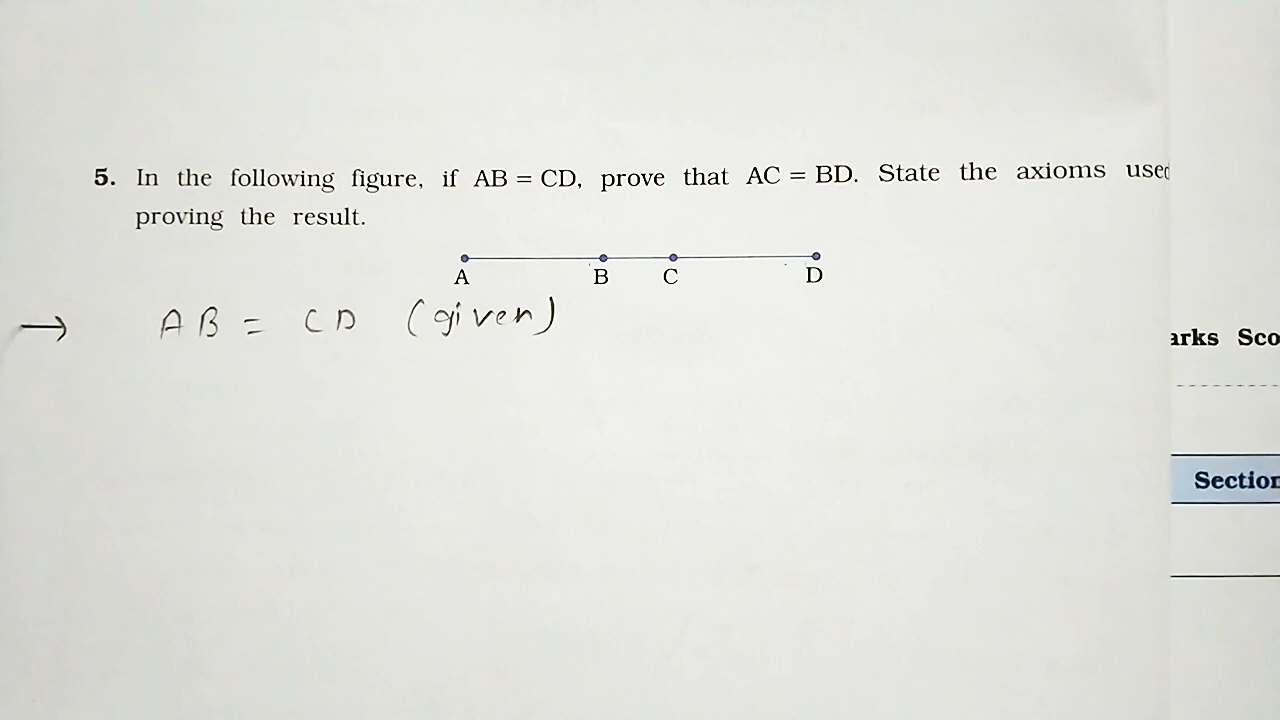 5. In the following figure, if AB = CD, prove that AC = BD. State the axioms used
proving the result.
A B C D
→ AB = CD (given)
arks Sco
Section